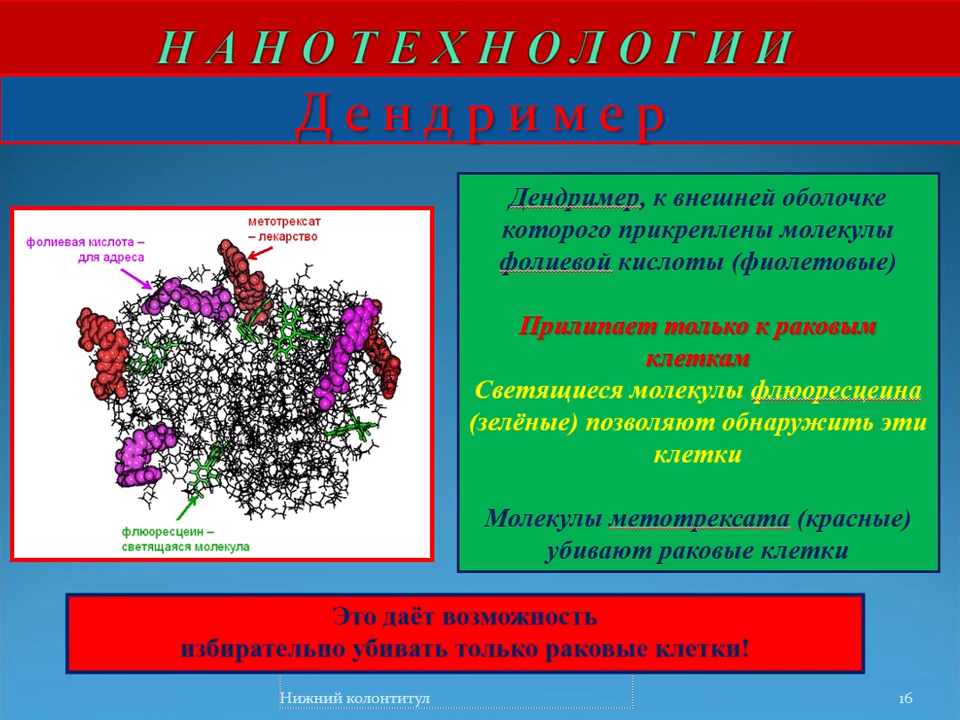 Н А Н О Т Е Х Н О Л О Г И И
Д е н д р и м е р
метотрексат
– лекарство
фолиевая кислота –
для адреса
флюоресцеин –
светящаяся молекула
Дендример, к внешней оболочке
которого прикреплены молекулы
фолиевой кислоты (фиолетовые)
Прилипает только к раковым
клеткам
Светящиеся молекулы флюоресцеина
(зелёные) позволяют обнаружить эти
клетки
Молекулы метотрексата (красные)
убивают раковые клетки
Это даёт возможность
избирательно убивать только раковые клетки!
Нижний колонтитул
16